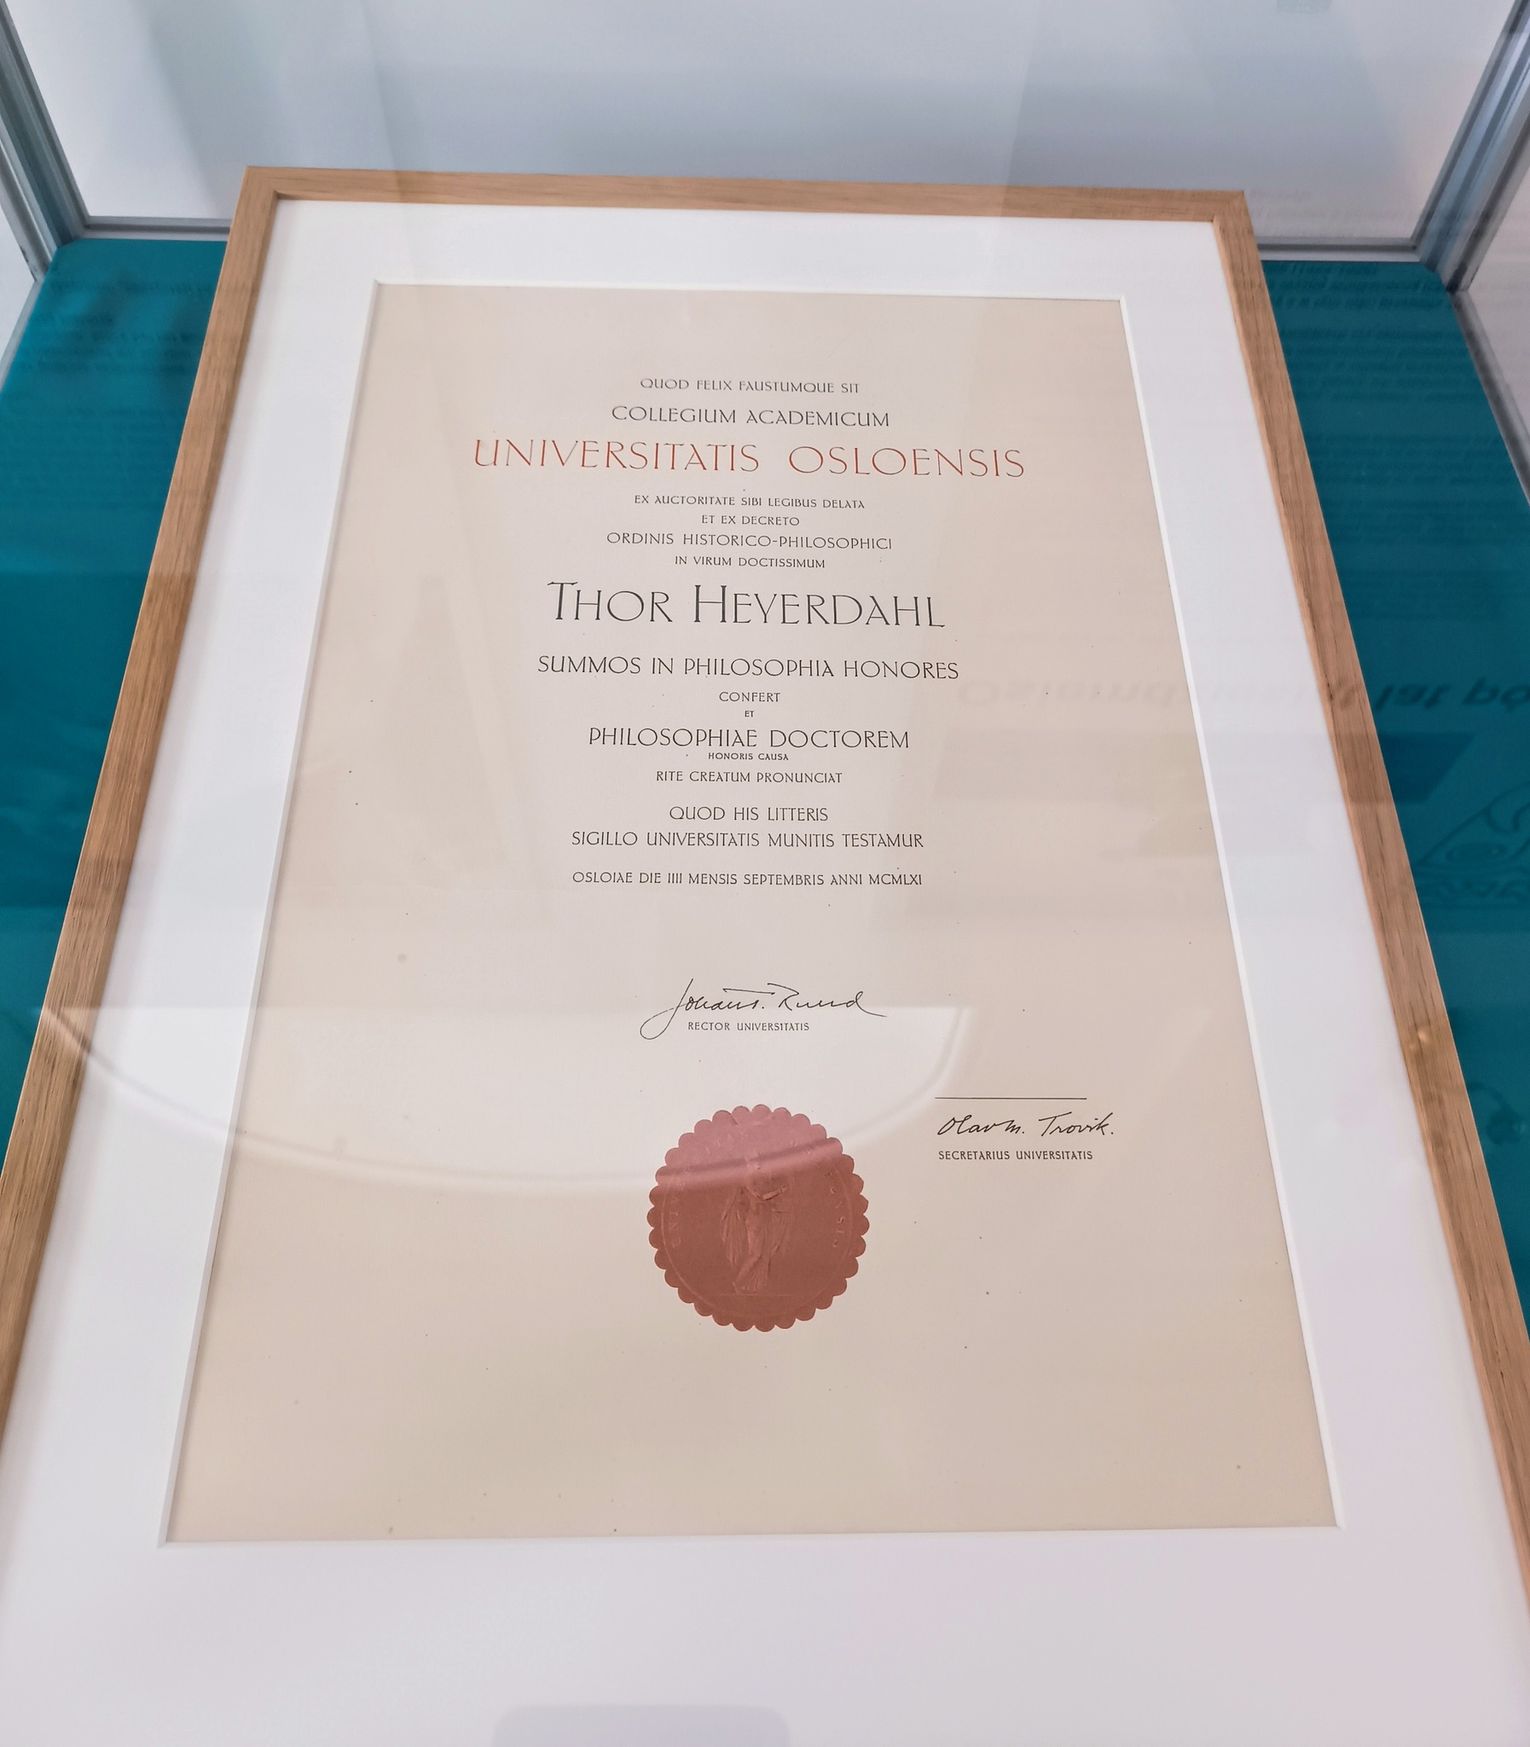 QUOD FELIX FAUSTUMQUE SIT
COLLEGIUM ACADEMICUM
UNIVERSITATIS OSLOENSIS
EX AUCTORITATE SIBI LEGIBUS DELATA
ET EX DECRETO
ORDINIS HISTORICO-PHILOSOPHICI
IN VIRUM DOCTISSIMUM
THOR HEYERDAHL
SUMMOS IN PHILOSOPHIA HONORES
CONFERT
ET
PHILOSOPHIAE DOCTOREM
HONORIS CAUSA
RITE CREATUM PRONUNCIAT
QUOD HIS LITTERIS
SIGILLO UNIVERSITATIS MUNITIS TESTAMUR
OSLOIAE DIE IIII MENSIS SEPTEMBRIS ANNI MCMLXI
Johan T. Ruud
RECTOR UNIVERSITATIS
Olav M. Trovik.
SECRETARIUS UNIVERSITATIS